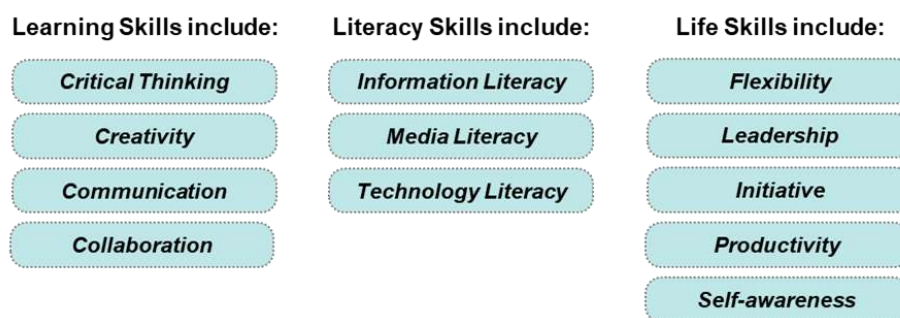 Learning Skills include:
Critical Thinking
Creativity
Communication
Collaboration
Literacy Skills include:
Information Literacy
Media Literacy
Technology Literacy
Life Skills include:
Flexibility
Leadership
Initiative
Productivity
Self-awareness